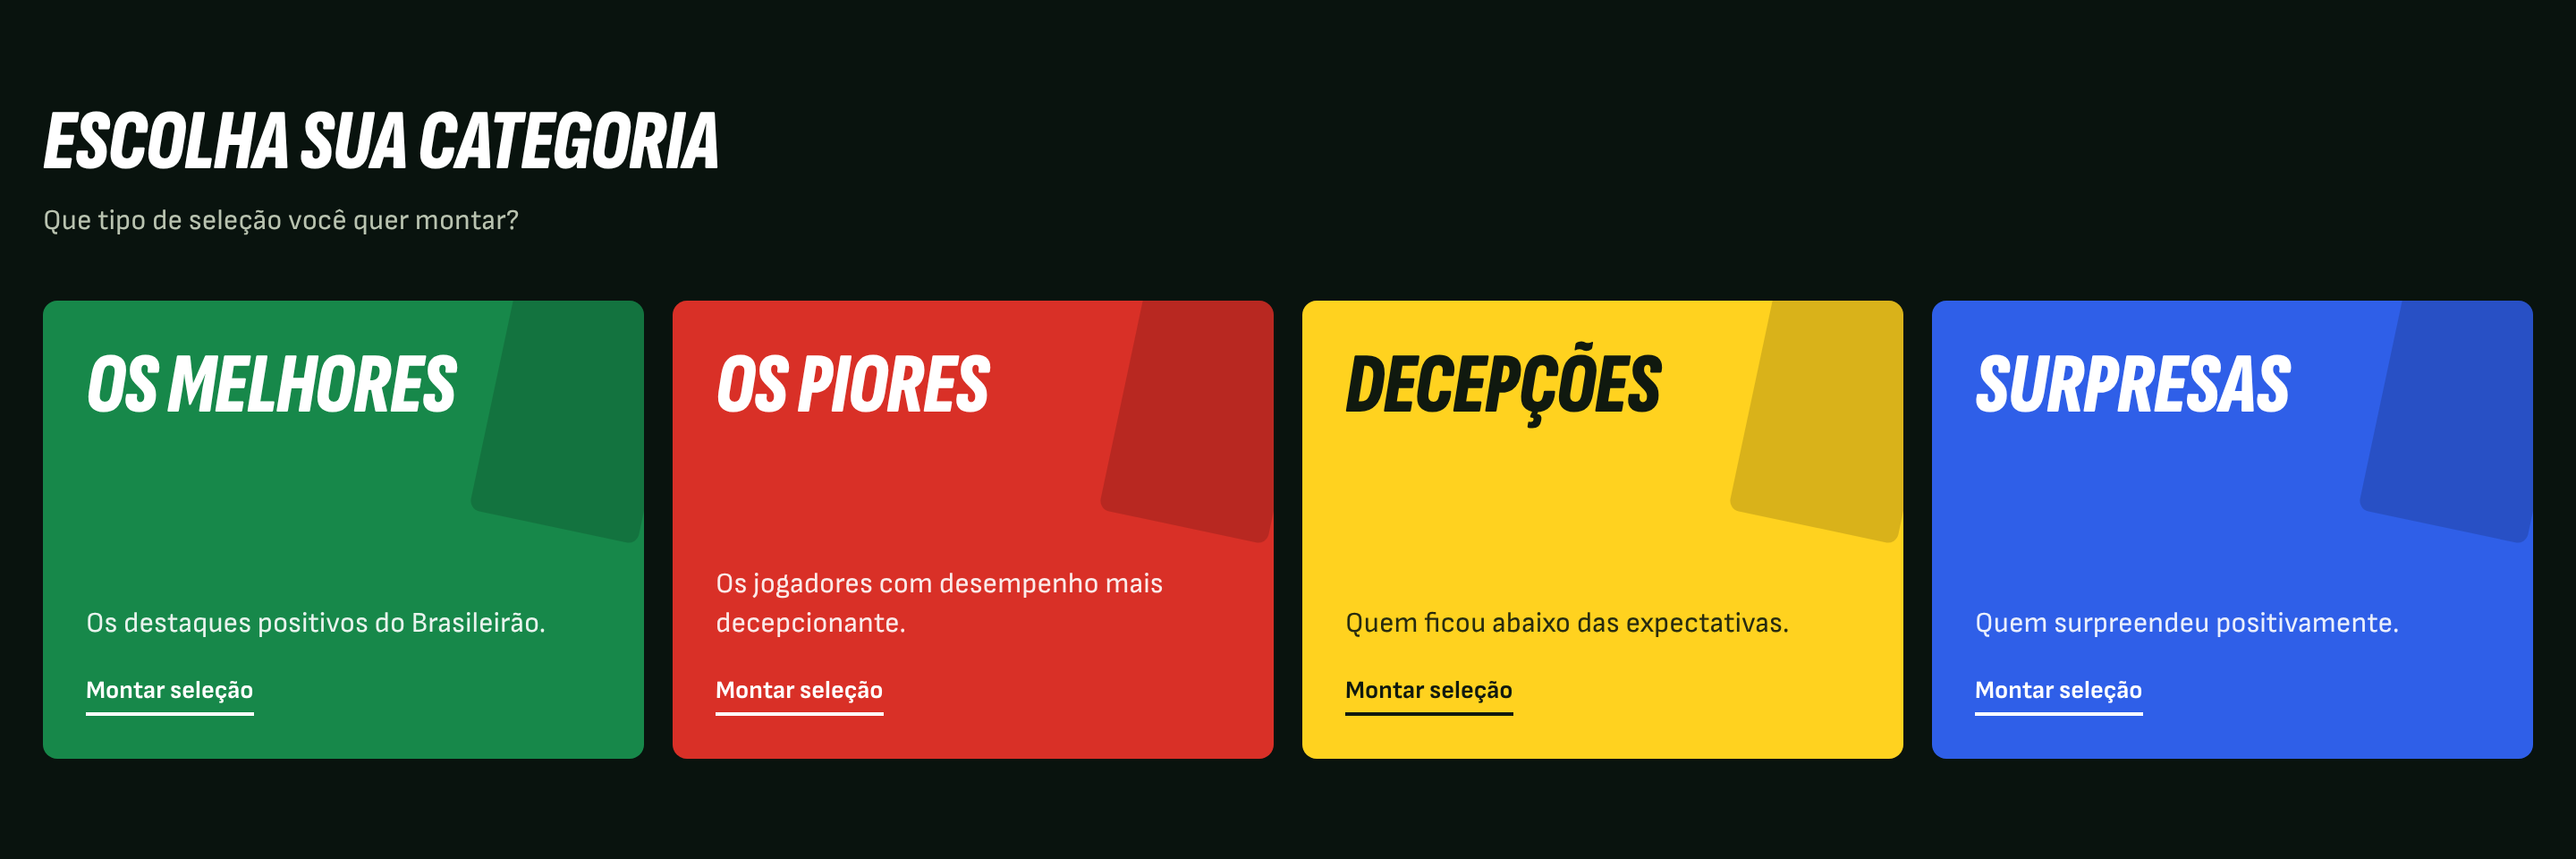 ESCOLHA SUA CATEGORIA
Que tipo de seleção você quer montar?
OS MELHORES
Os destaques positivos do Brasileirão.
Montar seleção
OS PIORES
Os jogadores com desempenho mais
decepcionante.
Montar seleção
DECEPÇÕES
Quem ficou abaixo das expectativas.
Montar seleção
SURPRESAS
Quem surpreendeu positivamente.
Montar seleção